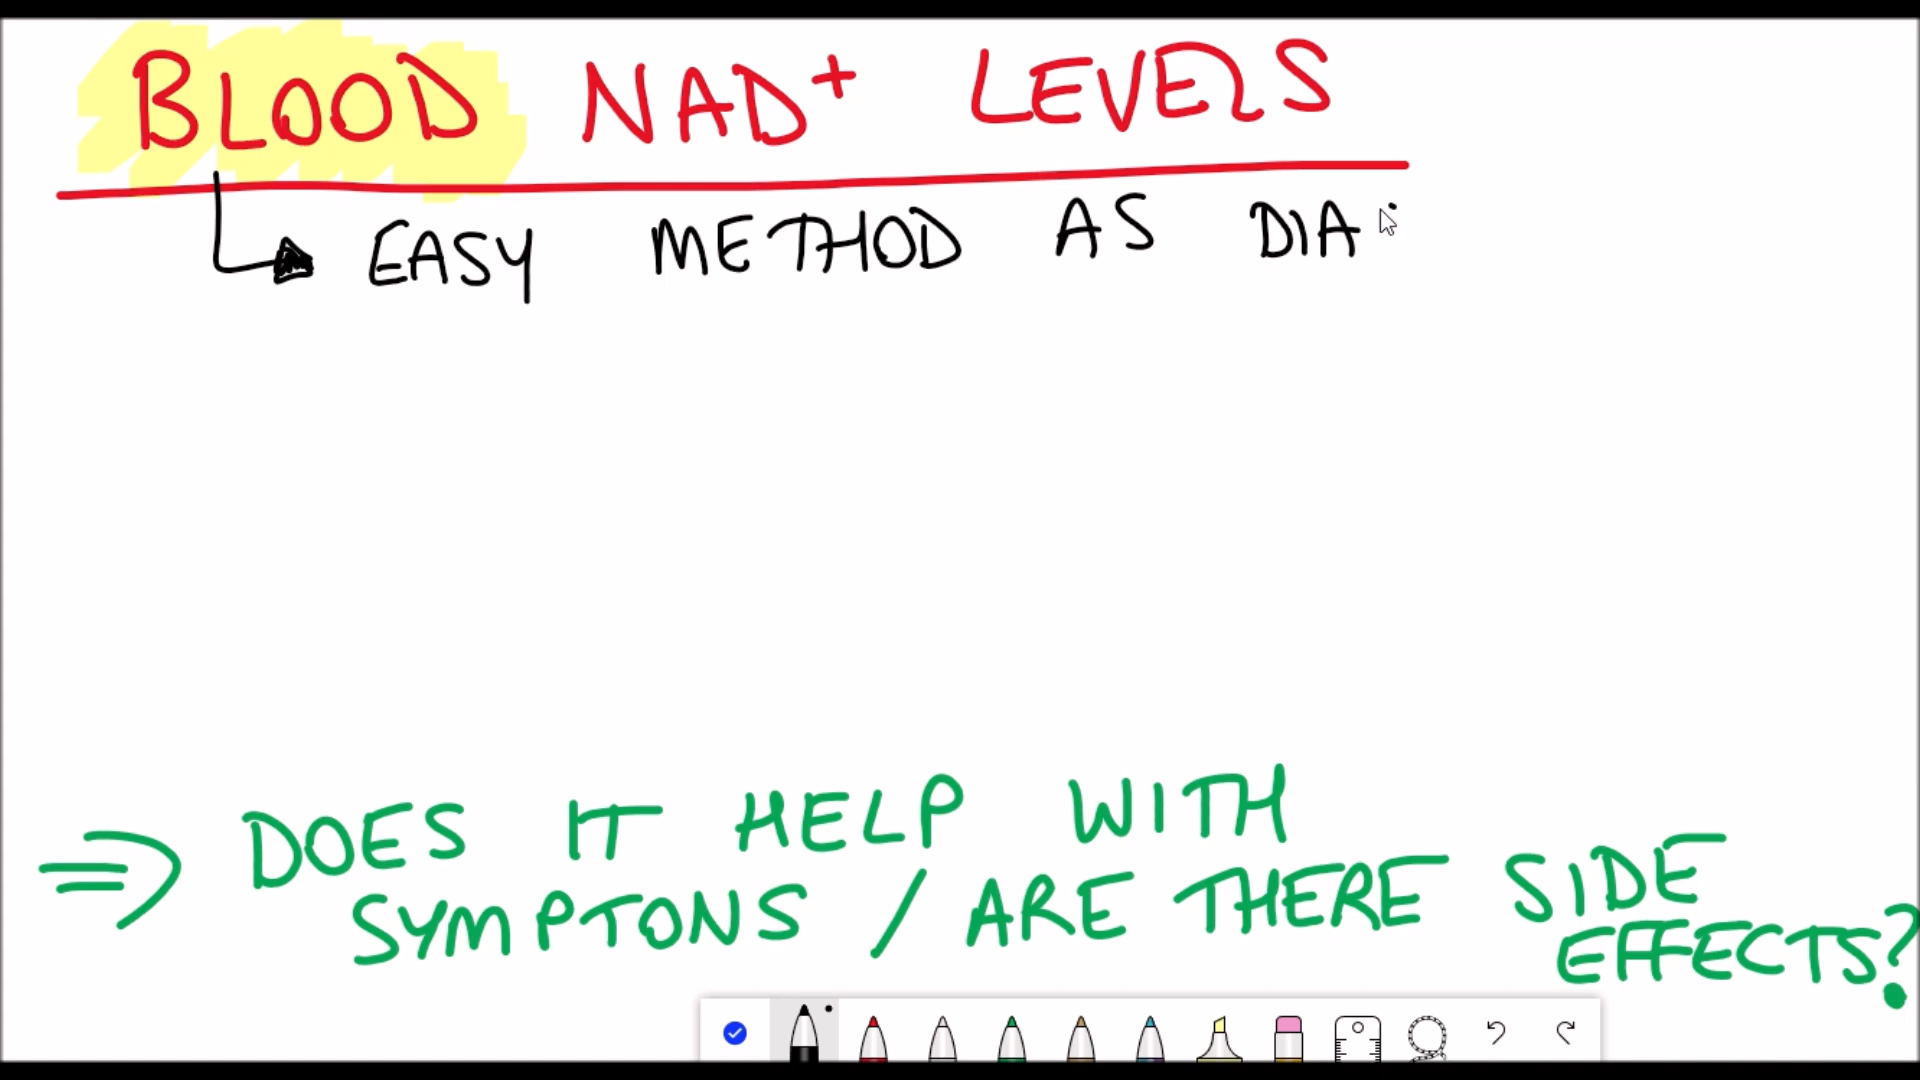 BLOOD NAD+ LEVELS
EASY METHOD AS DIA
DOES IT HELP WITH
SYMPTONS / ARE THERE SIDE
EFFECTS?